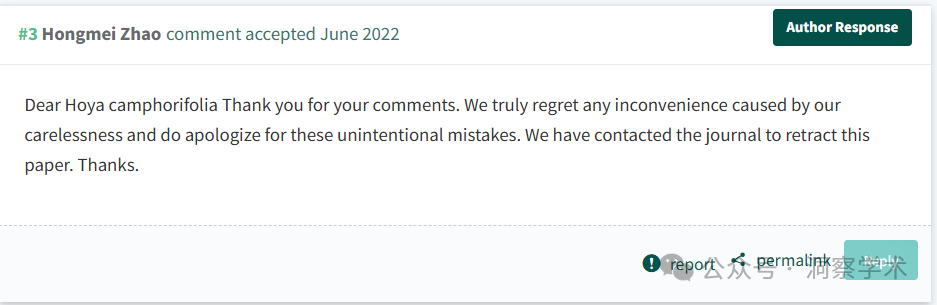 #3 Hongmei Zhao comment accepted June 2022
Author Response
Dear Hoya camphorifolia Thank you for your comments. We truly regret any inconvenience caused by our
carelessness and do apologize for these unintentional mistakes. We have contacted the journal to retract this
paper. Thanks.
report
permalink
Reply
公众号 · 洞察学术